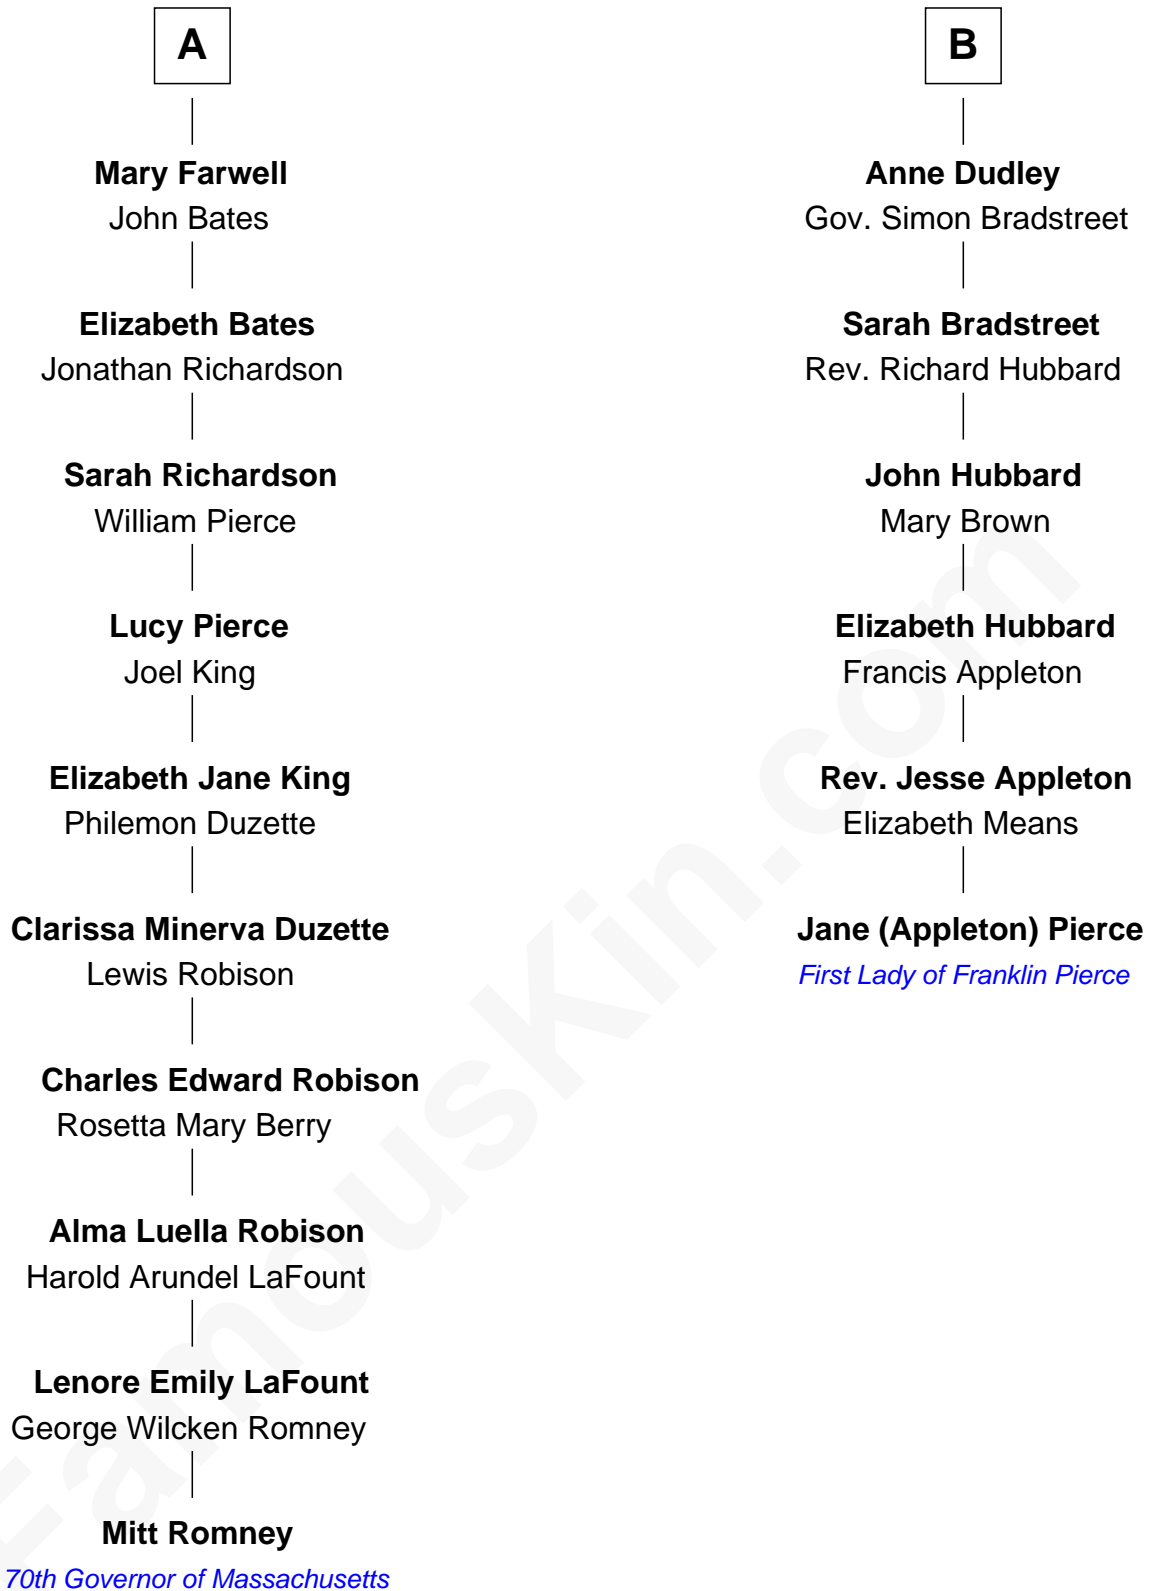 A
Mary Farwell
John Bates
Elizabeth Bates
Jonathan Richardson
Sarah Richardson
William Pierce
Lucy Pierce
Joel King
Elizabeth Jane King
Philemon Duzette
Clarissa Minerva Duzette
Lewis Robison
Charles Edward Robison
Rosetta Mary Berry
Alma Luella Robison
Harold Arundel LaFount
Lenore Emily LaFount
George Wilcken Romney
Mitt Romney
70th Governor of Massachusetts
B
Anne Dudley
Gov. Simon Bradstreet
Sarah Bradstreet
Rev. Richard Hubbard
John Hubbard
Mary Brown
Elizabeth Hubbard
Francis Appleton
Rev. Jesse Appleton
Elizabeth Means
Jane (Appleton) Pierce
First Lady of Franklin Pierce
FamousKin.com